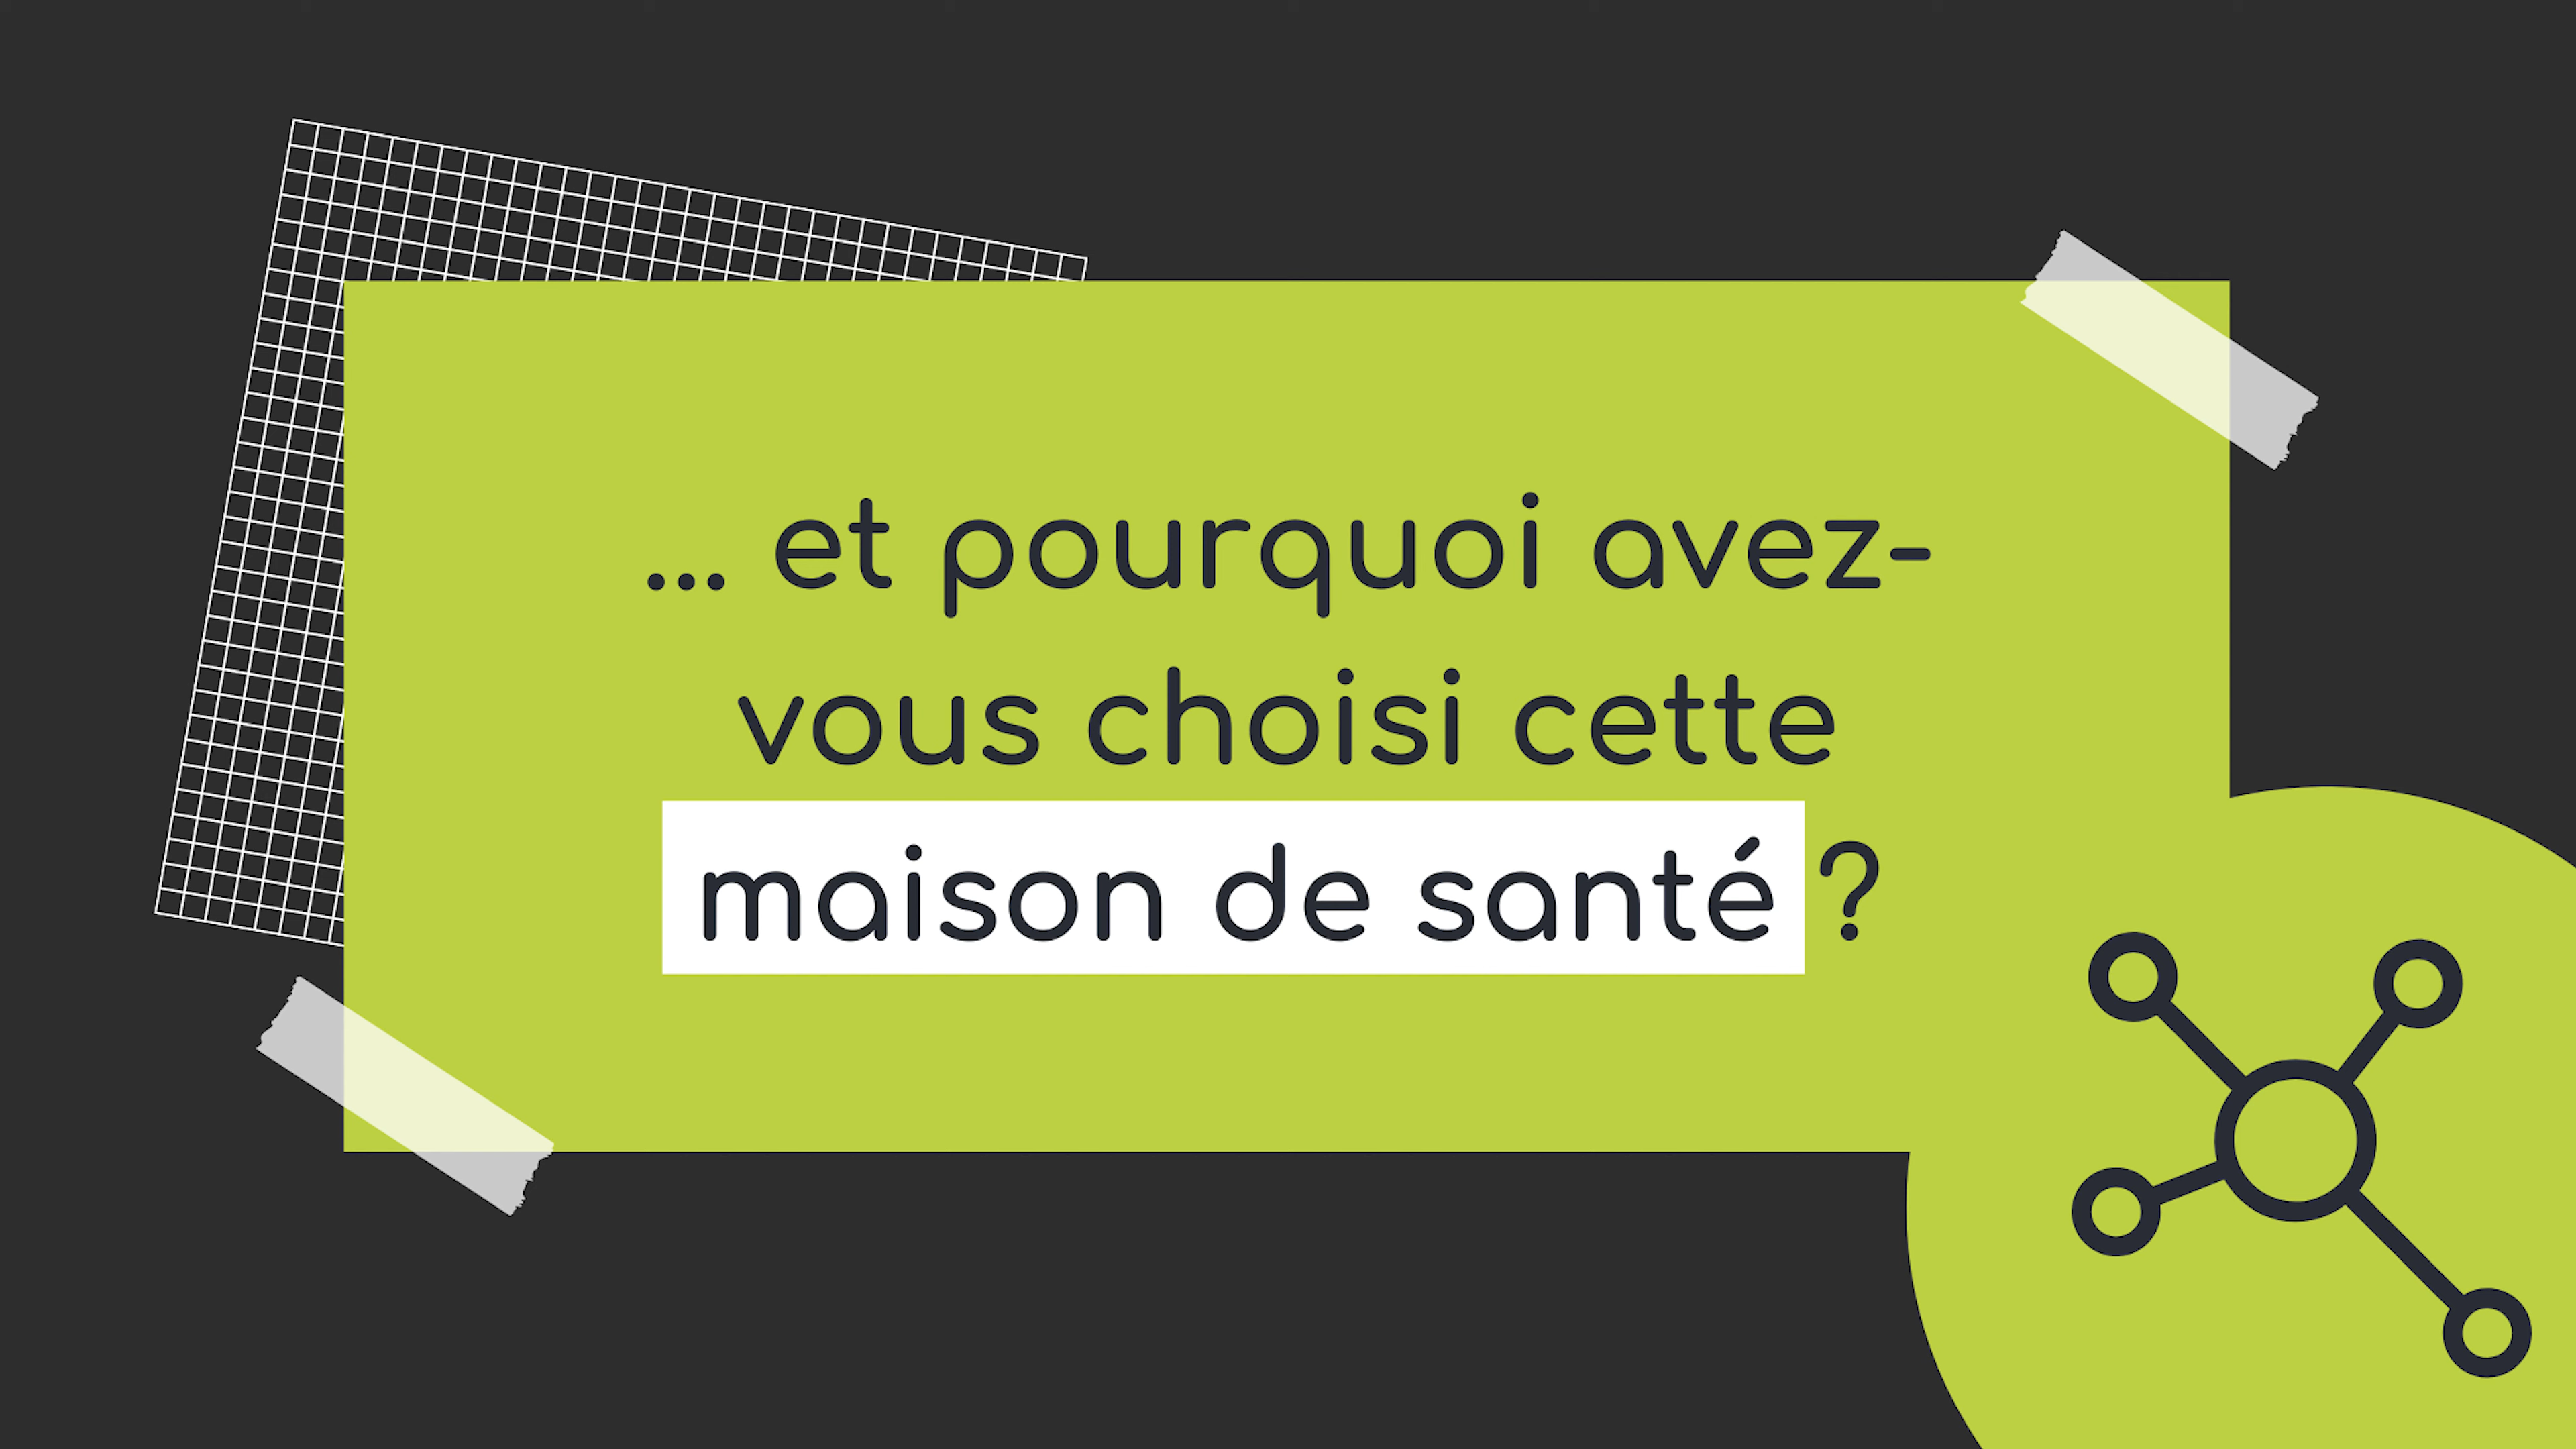 ... et pourquoi avez-
vous choisi cette
maison de santé ?